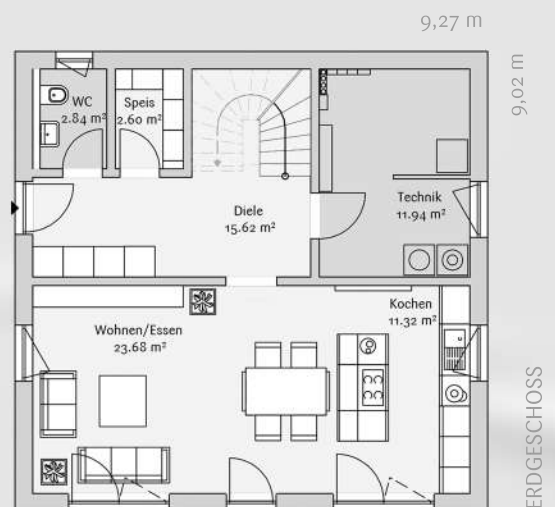 9,27 m
9,02 m
WC
2.84 m²
Speis
2.60 m²
Diele
15.62 m²
Technik
11.94 m²
Wohnen/Essen
23.68 m²
Kochen
11.32 m²
ERDGESCHOSS